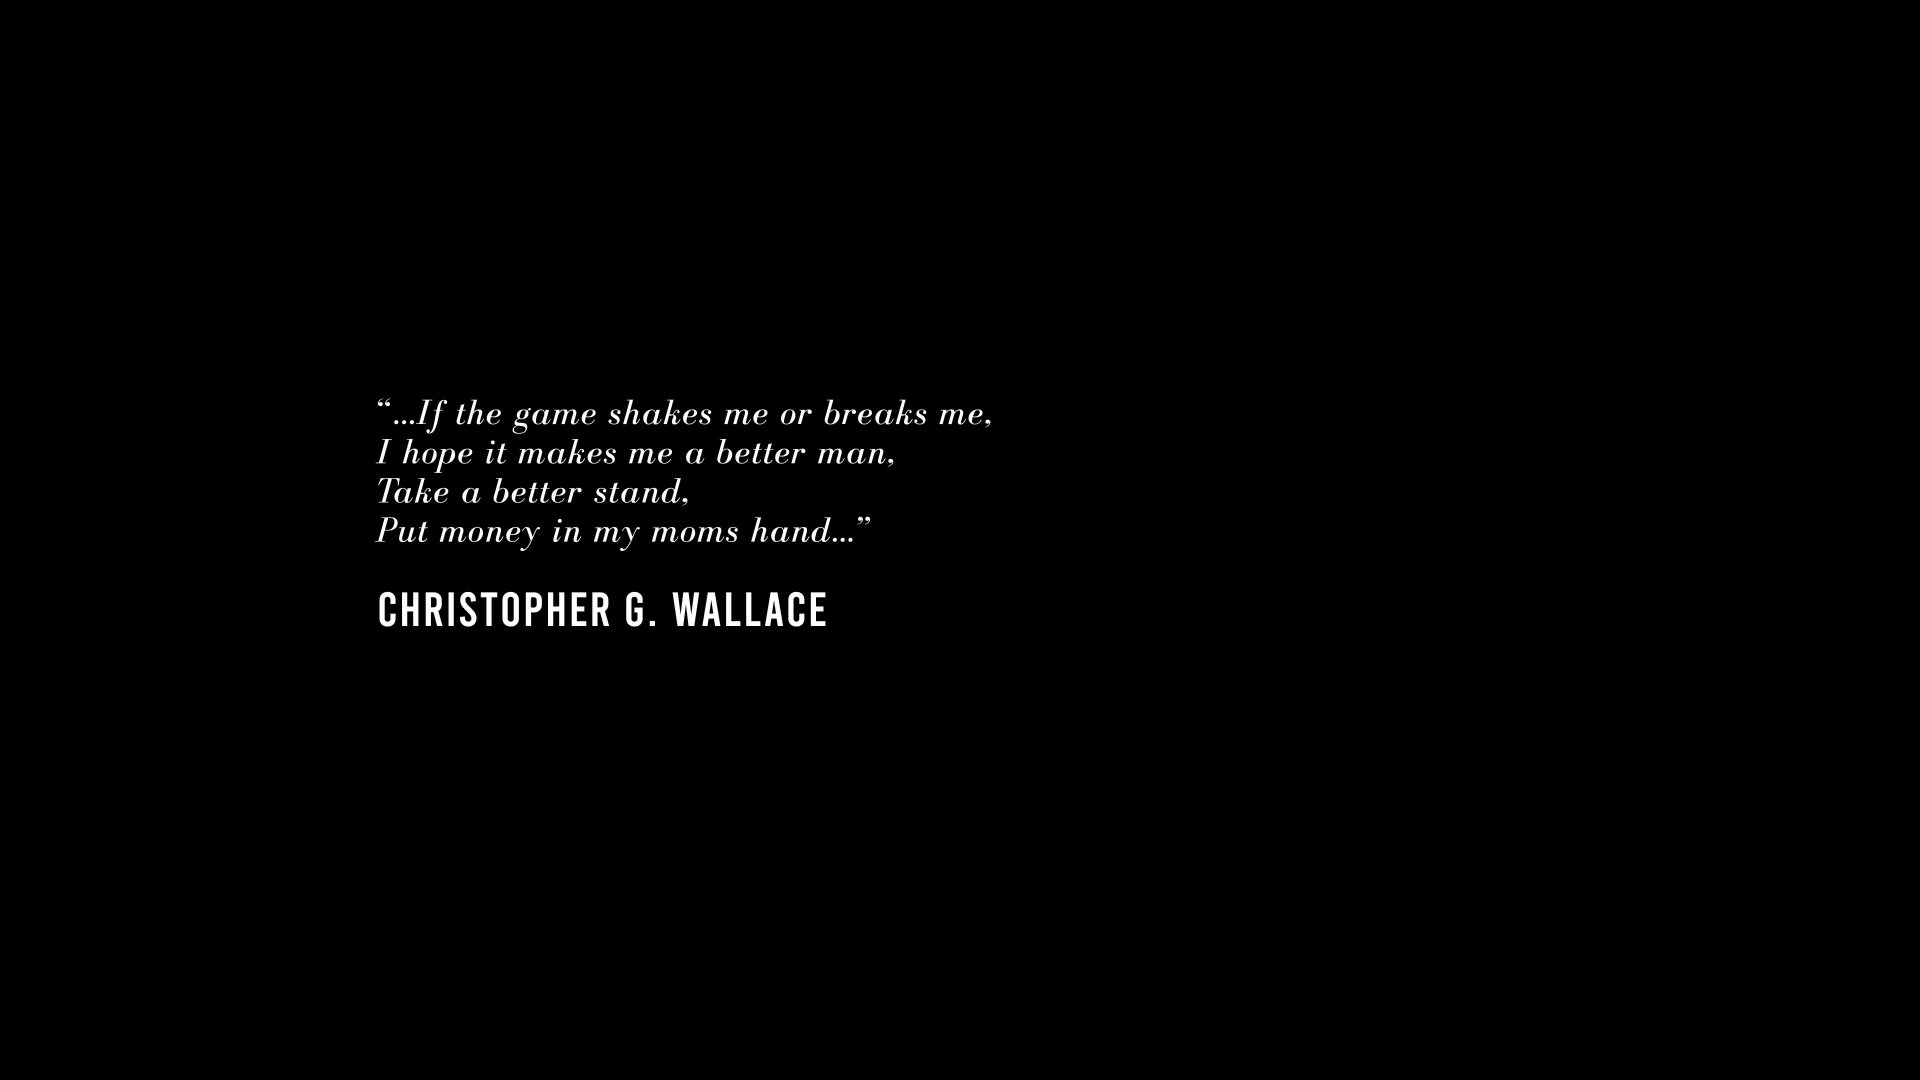 “...If the game shakes me or breaks me,
I hope it makes me a better man,
Take a better stand,
Put money in my moms hand...”
CHRISTOPHER G. WALLACE